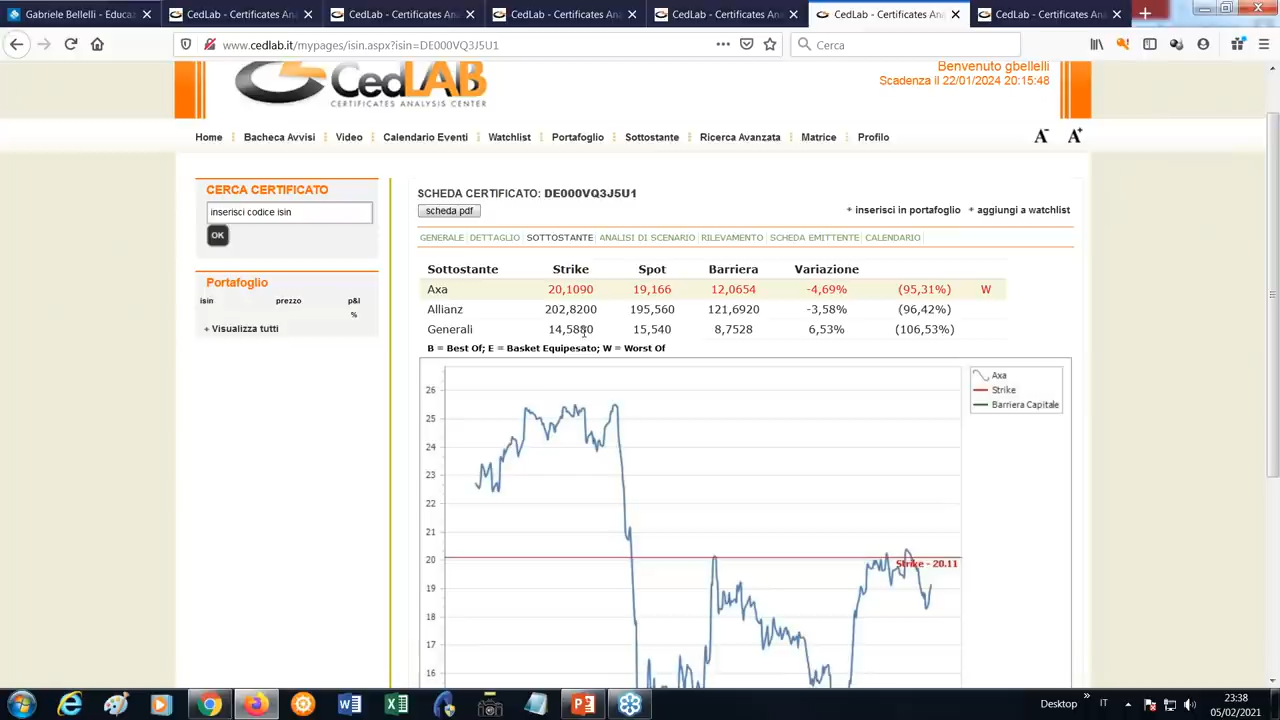 Gabriele Bellelli - Educaz
CedLab - Certificates Ana
CedLab - Certificates Ana
CedLab - Certificates Ana
CedLab - Certificates Ana
CedLab - Certificates Ana
CedLab - Certificates Ana
www.cedlab.it/mypages/isin.aspx?isin=DE000VQ3J5U1
Cerca
CedLAB
CERTIFICATES ANALYSIS CENTER
Benvenuto gbellelli
Scadenza il 22/01/2024 20:15:48
Home Bacheca Avvisi Video Calendario Eventi Watchlist Portafoglio Sottostante Ricerca Avanzata Matrice Profilo
A- A+
CERCA CERTIFICATO
inserisci codice isin
OK
Portafoglio
isin prezzo p&l
%
+ Visualizza tutti
SCHEDA CERTIFICATO: DE000VQ3J5U1
scheda pdf
+ inserisci in portafoglio + aggiungi a watchlist
GENERALE DETTAGLIO SOTTOSTANTE ANALISI DI SCENARIO RILEVAMENTO SCHEDA EMITTENTE CALENDARIO
Sottostante Strike Spot Barriera Variazione
Axa 20,1090 19,166 12,0654 -4,69% (95,31%) W
Allianz 202,8200 195,560 121,6920 -3,58% (96,42%)
Generali 14,5880 15,540 8,7528 6,53% (106,53%)
B = Best Of; E = Basket Equipesato; W = Worst Of
26
25
24
23
22
21
20
19
18
17
16
Strike - 20.11
Axa
Strike
Barriera Capitale
Desktop
IT
23:38
05/02/2021